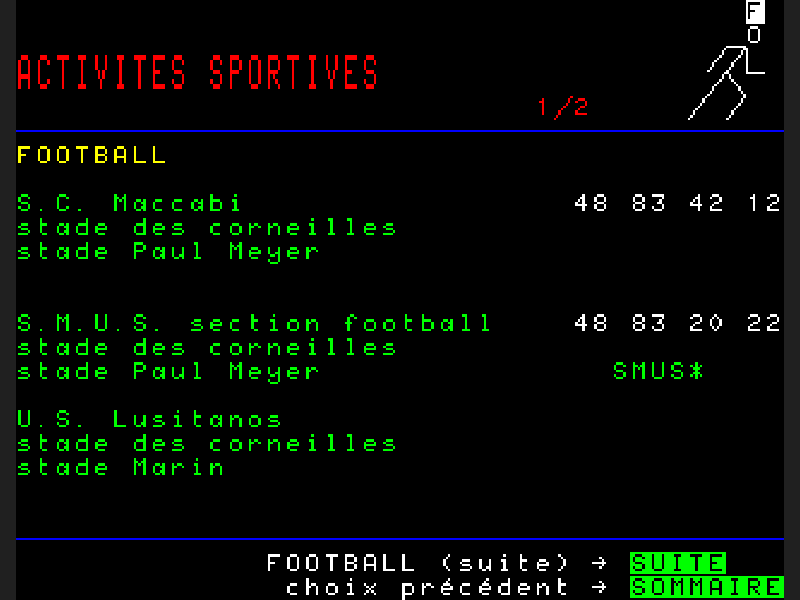 F
ACTIVITES SPORTIVES
1/2
FOOTBALL
S.C. Maccabi 48 83 42 12
stade des corneilles
stade Paul Meyer
S.M.U.S. section football 48 83 20 22
stade des corneilles
stade Paul Meyer SMUS*
U.S. Lusitanos
stade des corneilles
stade Marin
FOOTBALL (suite) → SUITE
choix précédent → SOMMAIRE